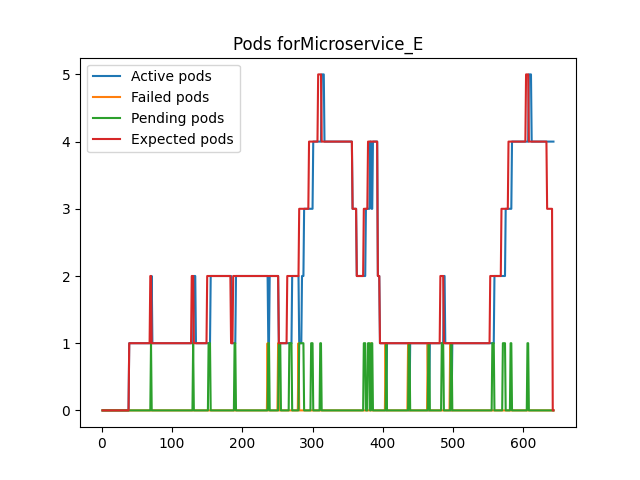 Pods forMicroservice_E
Active pods
Failed pods
Pending pods
Expected pods
5
4
3
2
1
0
0 100 200 300 400 500 600